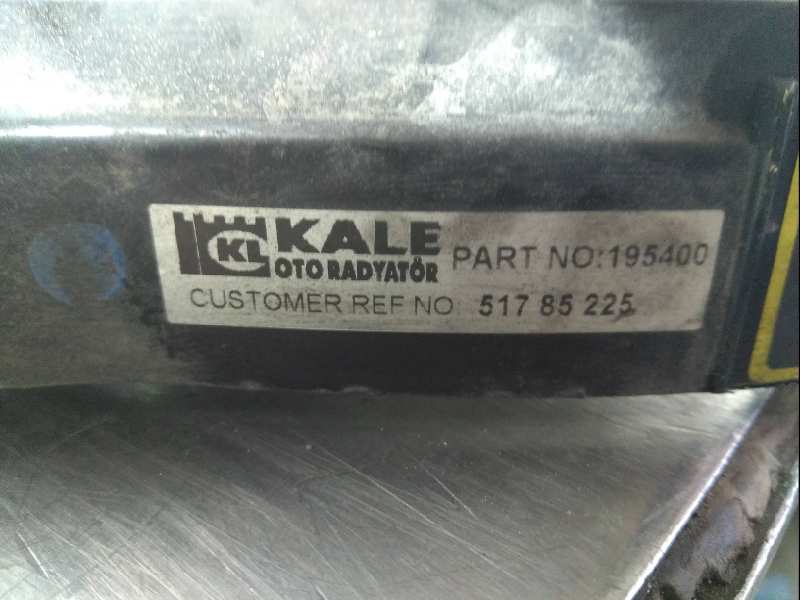 KL KALE
OTO RADYATÖR PART NO:195400
CUSTOMER REF NO: 517 85 225